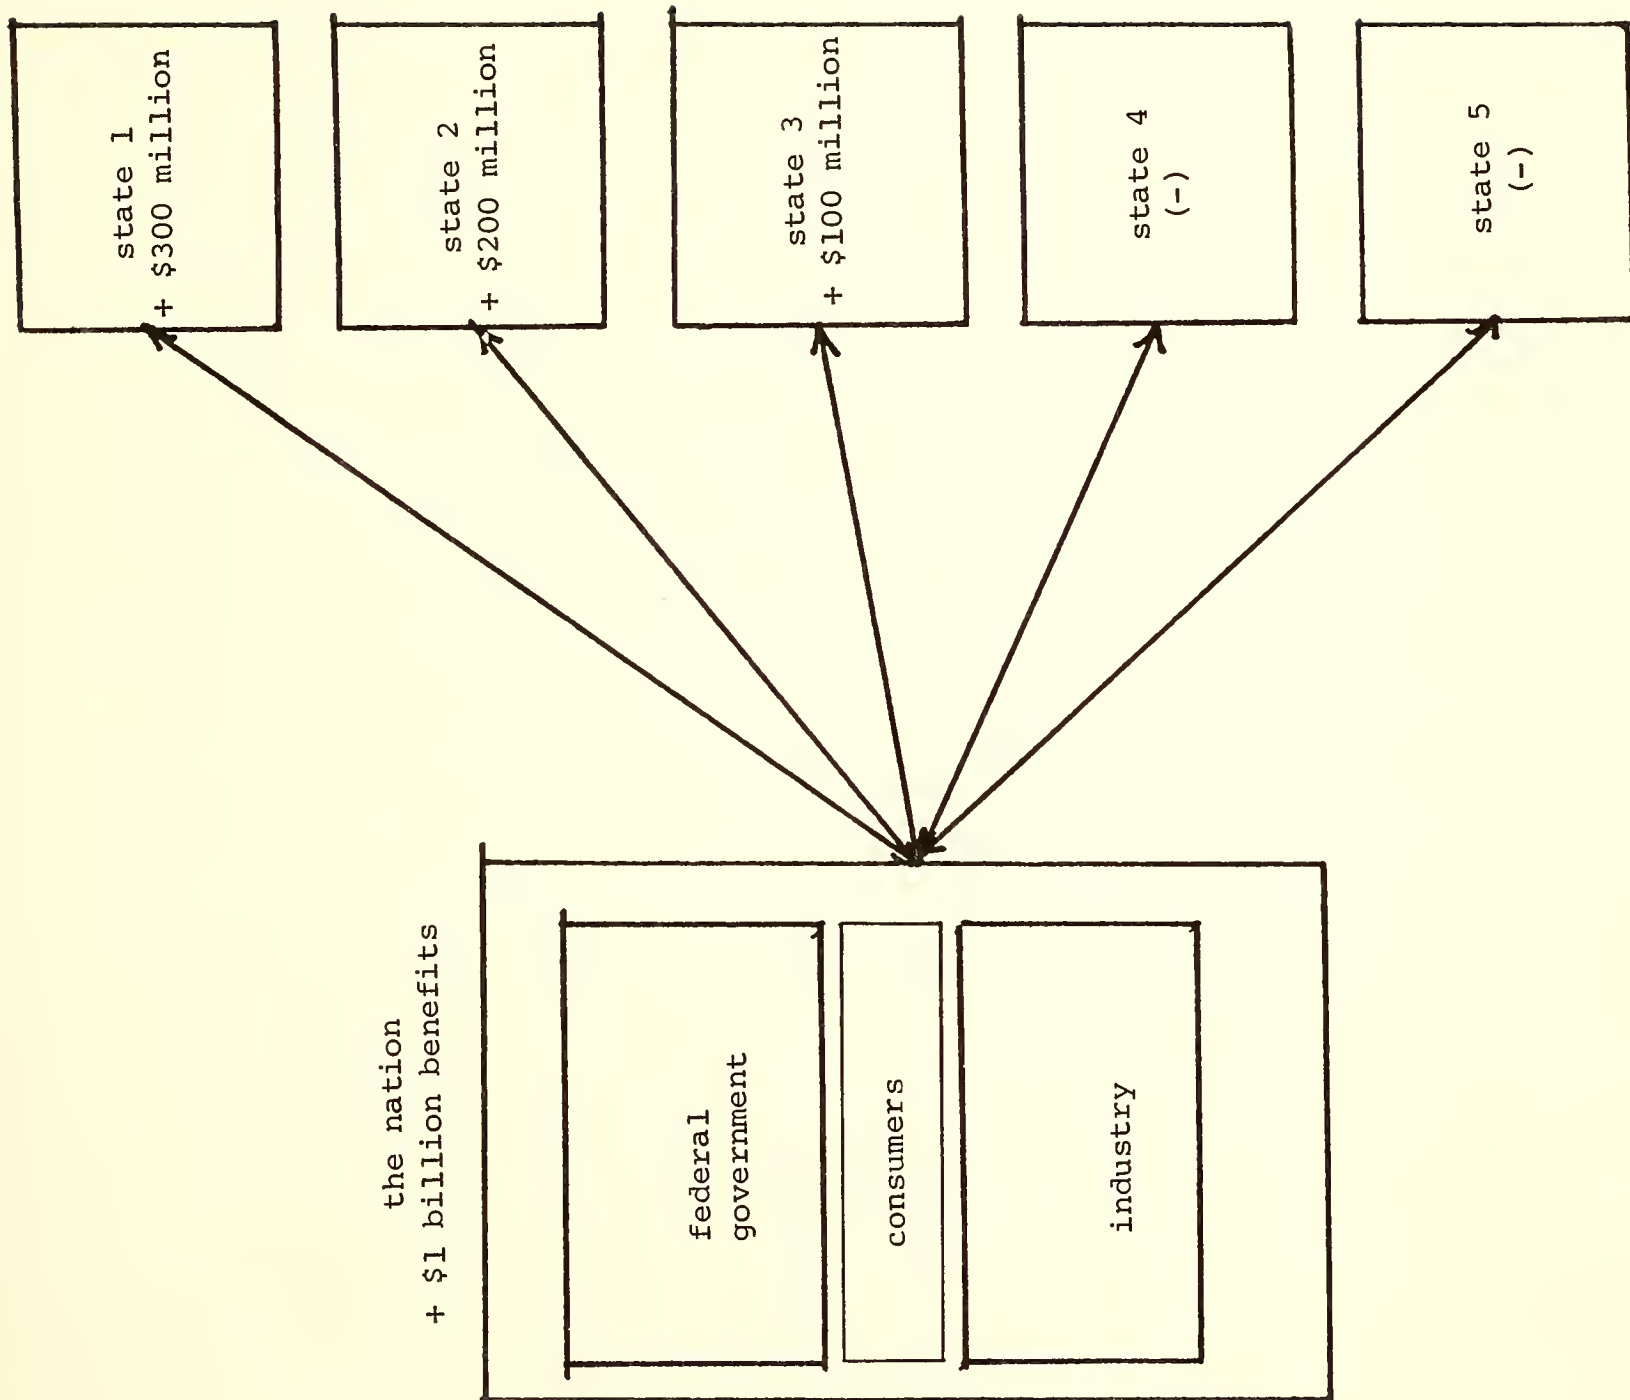 the nation
+ $1 billion benefits
federal
government
consumers
industry
state 1
+ $300 million
state 2
+ $200 million
state 3
+ $100 million
state 4
(-)
state 5
(-)